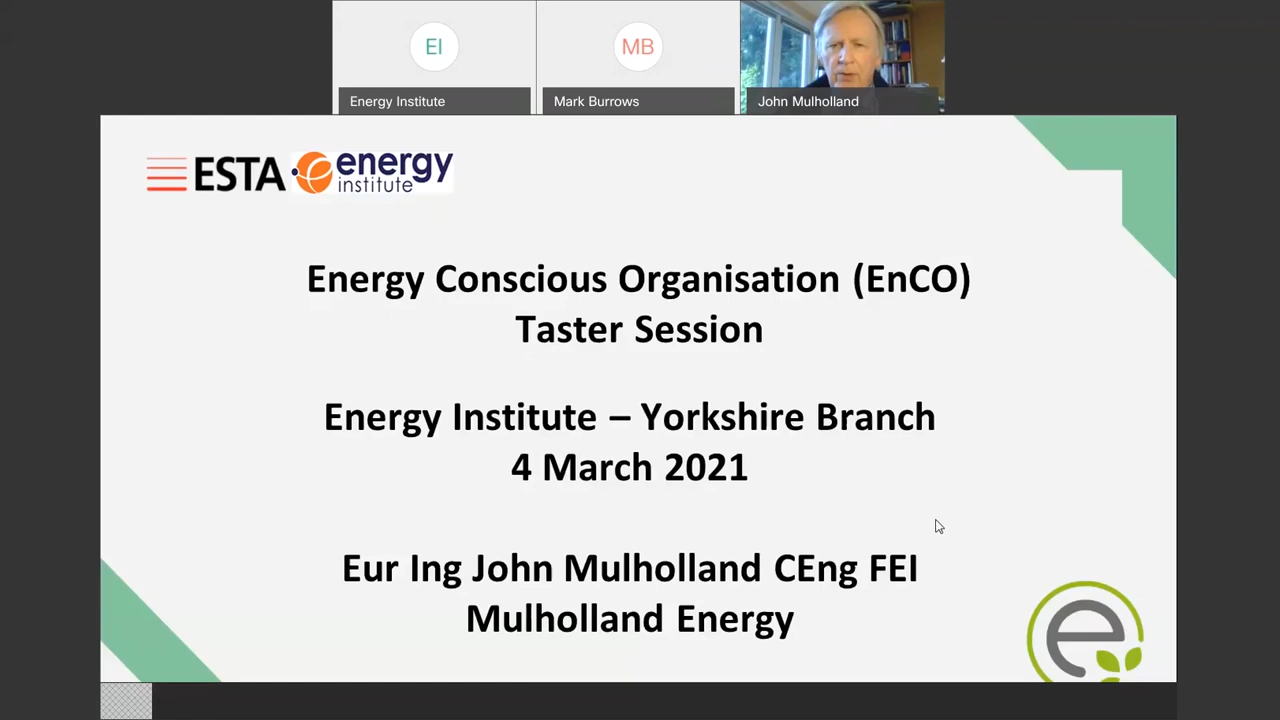 EI
MB
Energy Institute
Mark Burrows
John Mulholland
ESTA energy institute
Energy Conscious Organisation (EnCO)
Taster Session
Energy Institute – Yorkshire Branch
4 March 2021
Eur Ing John Mulholland CEng FEI
Mulholland Energy
e